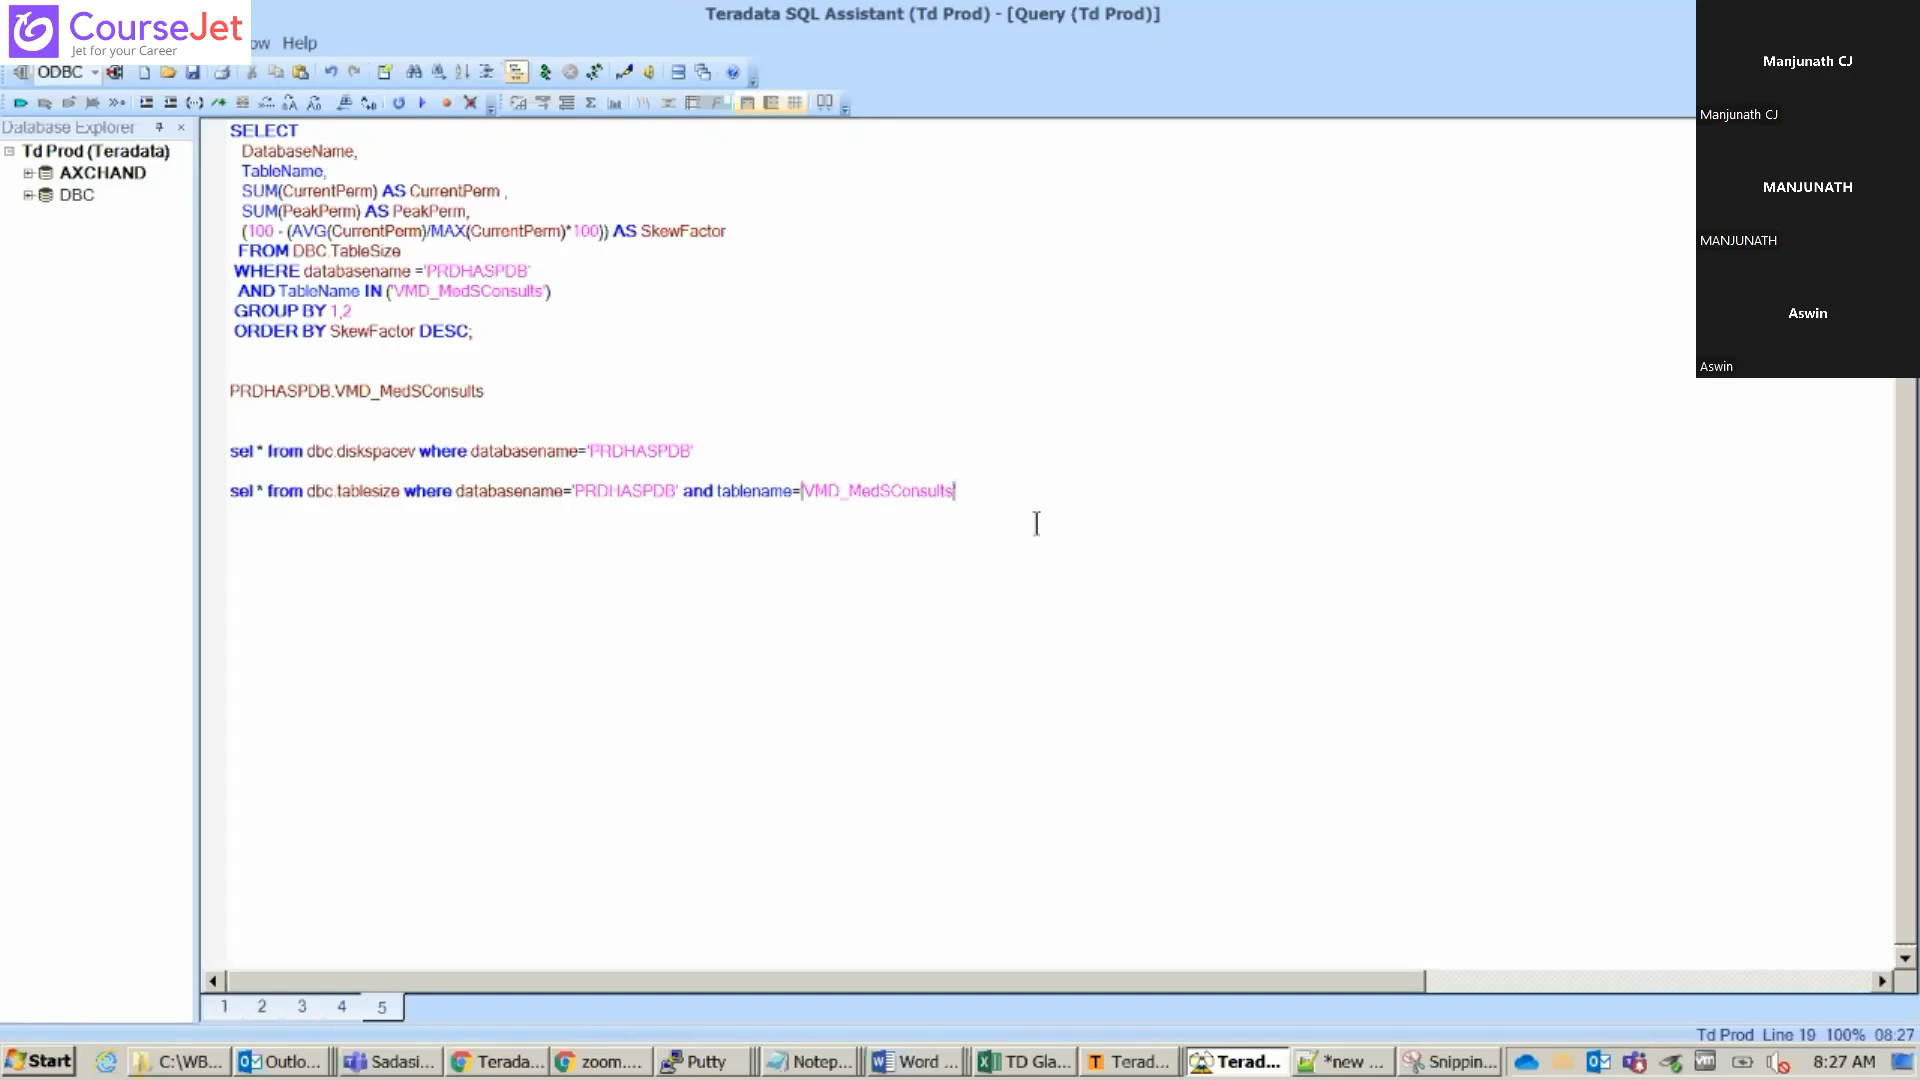 CourseJet
Jet for your Career
Teradata SQL Assistant (Td Prod) - [Query (Td Prod)]
ow Help
ODBC
Database Explorer
Td Prod (Teradata)
AXCHAND
DBC
SELECT
DatabaseName,
TableName,
SUM(CurrentPerm) AS CurrentPerm ,
SUM(PeakPerm) AS PeakPerm,
(100 - (AVG(CurrentPerm)/MAX(CurrentPerm)*100)) AS SkewFactor
FROM DBC.TableSize
WHERE databasename ='PRDHASPDB'
AND TableName IN ('VMD_MedSConsults')
GROUP BY 1,2
ORDER BY SkewFactor DESC;
PRDHASPDB.VMD_MedSConsults
sel * from dbc.diskspacev where databasename='PRDHASPDB'
sel * from dbc.tablesize where databasename='PRDHASPDB' and tablename='VMD_MedSConsults'
Manjunath CJ
Manjunath CJ
MANJUNATH
MANJUNATH
Aswin
Aswin
1 2 3 4 5
Td Prod Line 19 100% 08:27
Start C:\WB... Outlo... Sadasi... Terada... zoom.... Putty Notep... Word ... TD Gla... Terad... Terad... *new ... Snippin... 8:27 AM